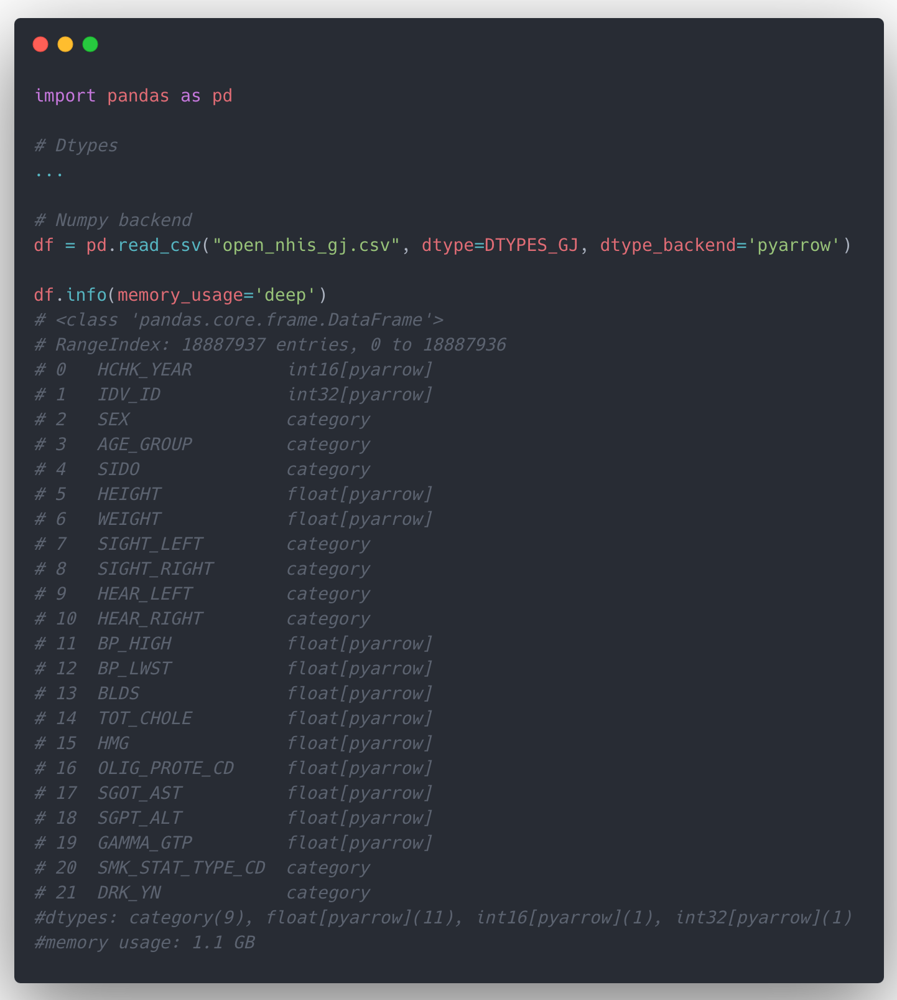 import pandas as pd
# Dtypes
...
# Numpy backend
df = pd.read_csv("open_nhis_gj.csv", dtype=DTYPES_GJ, dtype_backend='pyarrow')
df.info(memory_usage='deep')
# <class 'pandas.core.frame.DataFrame'>
# RangeIndex: 18887937 entries, 0 to 18887936
# 0   HCHK_YEAR         int16[pyarrow]
# 1   IDV_ID            int32[pyarrow]
# 2   SEX               category
# 3   AGE_GROUP         category
# 4   SIDO              category
# 5   HEIGHT            float[pyarrow]
# 6   WEIGHT            float[pyarrow]
# 7   SIGHT_LEFT        category
# 8   SIGHT_RIGHT       category
# 9   HEAR_LEFT         category
# 10  HEAR_RIGHT        category
# 11  BP_HIGH           float[pyarrow]
# 12  BP_LWST           float[pyarrow]
# 13  BLDS              float[pyarrow]
# 14  TOT_CHOLE         float[pyarrow]
# 15  HMG               float[pyarrow]
# 16  OLIG_PROTE_CD     float[pyarrow]
# 17  SGOT_AST          float[pyarrow]
# 18  SGPT_ALT          float[pyarrow]
# 19  GAMMA_GTP         float[pyarrow]
# 20  SMK_STAT_TYPE_CD  category
# 21  DRK_YN            category
#dtypes: category(9), float[pyarrow](11), int16[pyarrow](1), int32[pyarrow](1)
#memory usage: 1.1 GB